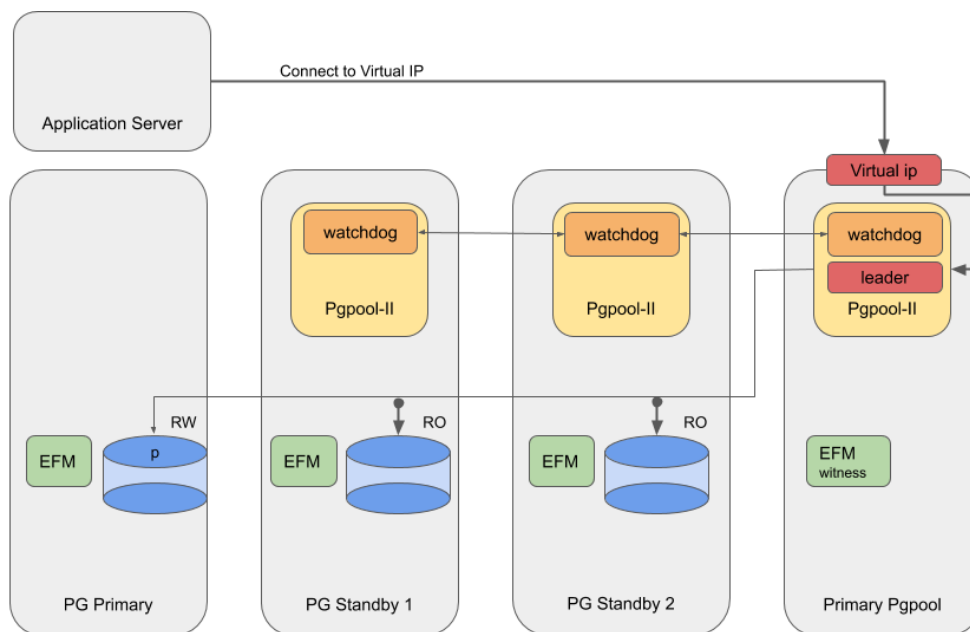 Connect to Virtual IP
Application Server
Virtual ip
watchdog
watchdog
watchdog
leader
Pgpool-II
Pgpool-II
Pgpool-II
RW
RO
RO
EFM
p
EFM
EFM
EFM
witness
PG Primary
PG Standby 1
PG Standby 2
Primary Pgpool